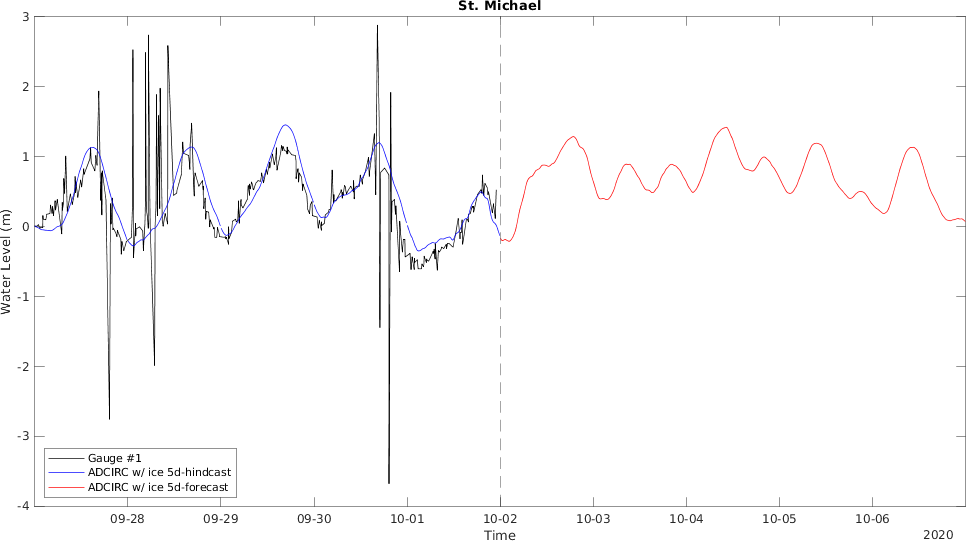 St. Michael
3
2
1
0
-1
-2
-3
-4
Water Level (m)
Gauge #1
ADCIRC w/ ice 5d-hindcast
ADCIRC w/ ice 5d-forecast
09-28 09-29 09-30 10-01 10-02 10-03 10-04 10-05 10-06
Time
2020